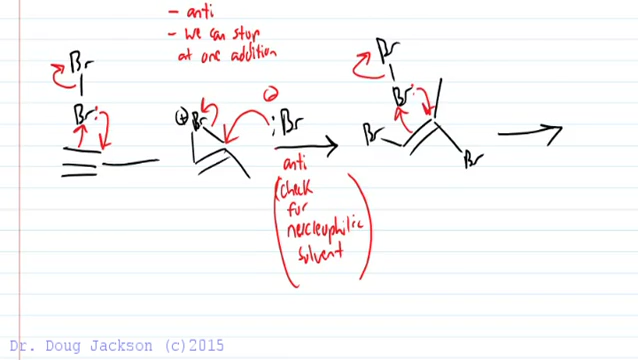 - anti
- we can stop
at one addition
Br
Br:
(+) Br
(-)
:Br
anti
(check
for
nucleophilic
solvent)
Br
Br:
Br
Br
Dr. Doug Jackson (c)2015